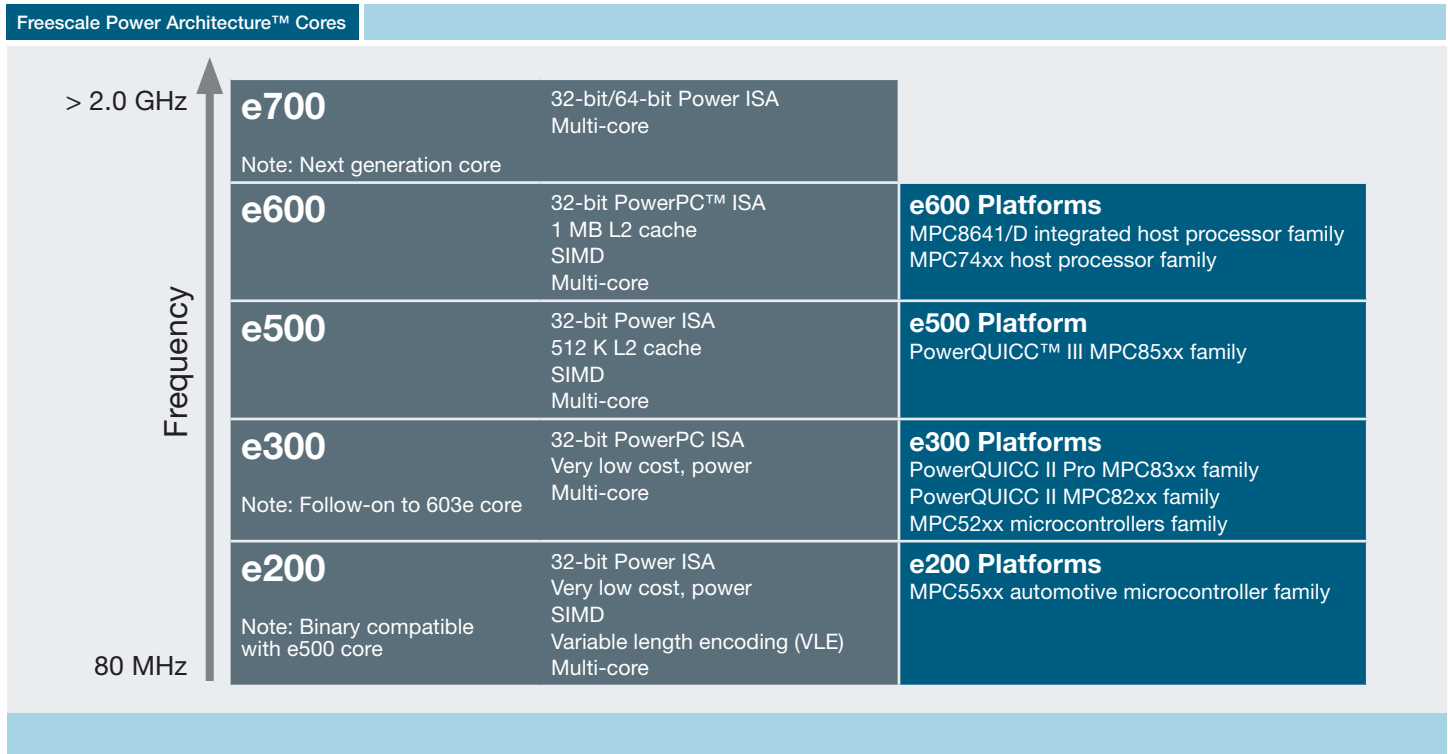 Freescale Power Architecture™ Cores
> 2.0 GHz
Frequency
80 MHz
e700
Note: Next generation core
32-bit/64-bit Power ISA
Multi-core
e600
32-bit PowerPC™ ISA
1 MB L2 cache
SIMD
Multi-core
e600 Platforms
MPC8641/D integrated host processor family
MPC74xx host processor family
e500
32-bit Power ISA
512 K L2 cache
SIMD
Multi-core
e500 Platform
PowerQUICC™ III MPC85xx family
e300
Note: Follow-on to 603e core
32-bit PowerPC ISA
Very low cost, power
Multi-core
e300 Platforms
PowerQUICC II Pro MPC83xx family
PowerQUICC II MPC82xx family
MPC52xx microcontrollers family
e200
Note: Binary compatible
with e500 core
32-bit Power ISA
Very low cost, power
SIMD
Variable length encoding (VLE)
Multi-core
e200 Platforms
MPC55xx automotive microcontroller family